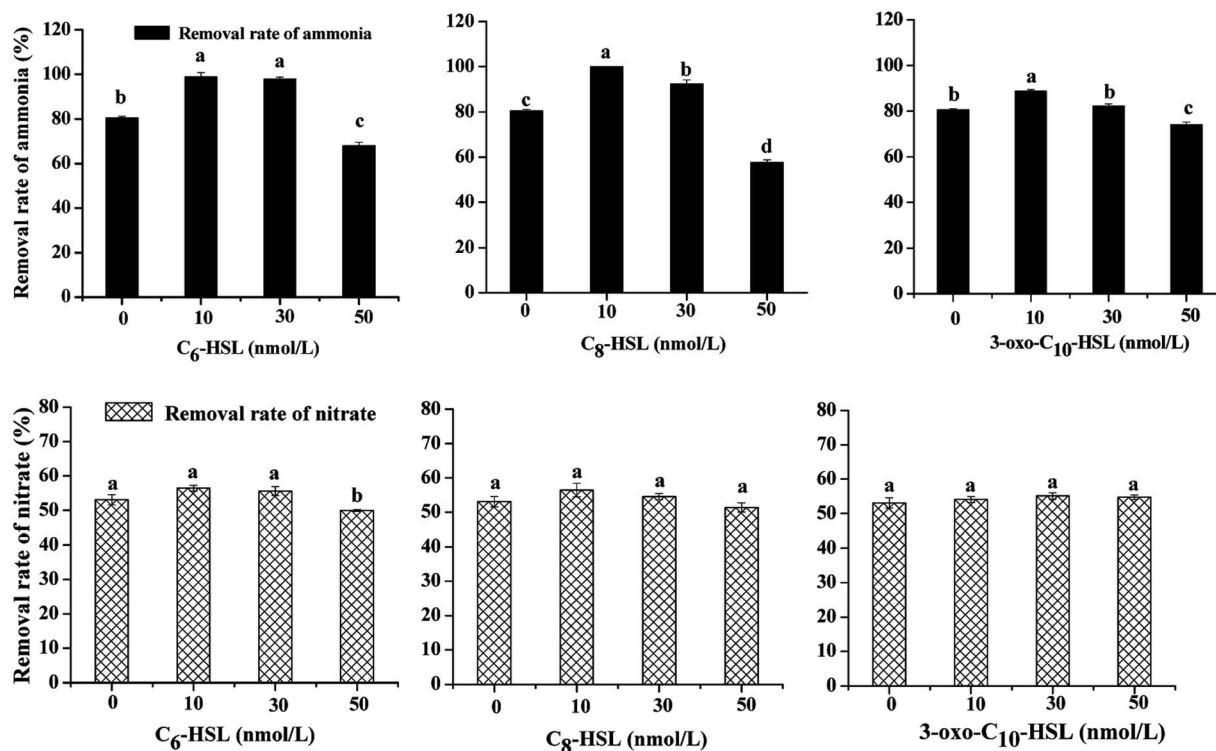 Removal rate of ammonia (%)
120
100
80
60
40
20
0
Removal rate of ammonia
b
a
a
c
0 10 30 50
C6-HSL (nmol/L)
120
100
80
60
40
20
0
c
a
b
d
0 10 30 50
C8-HSL (nmol/L)
120
100
80
60
40
20
0
b
a
b
c
0 10 30 50
3-oxo-C10-HSL (nmol/L)
Removal rate of nitrate (%)
80
70
60
50
40
30
20
10
0
Removal rate of nitrate
a
a
a
b
0 10 30 50
C6-HSL (nmol/L)
80
70
60
50
40
30
20
10
0
a
a
a
a
0 10 30 50
C8-HSL (nmol/L)
80
70
60
50
40
30
20
10
0
a
a
a
a
0 10 30 50
3-oxo-C10-HSL (nmol/L)